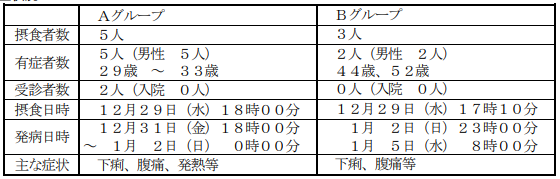 Aグループ Bグループ
摂食者数 5人 3人
有症者数 5人(男性 5人) 2人(男性 2人)
29歳 ~ 33歳 44歳、52歳
受診者数 2人(入院 0人) 0人(入院 0人)
摂食日時 12月29日(水)18時00分 12月29日(水)17時10分
発病日時 12月31日(金)18時00分 1月 2日(日)23時00分
~ 1月 2日(日) 0時00分 1月 5日(水) 8時00分
主な症状 下痢、腹痛、発熱等 下痢、腹痛等